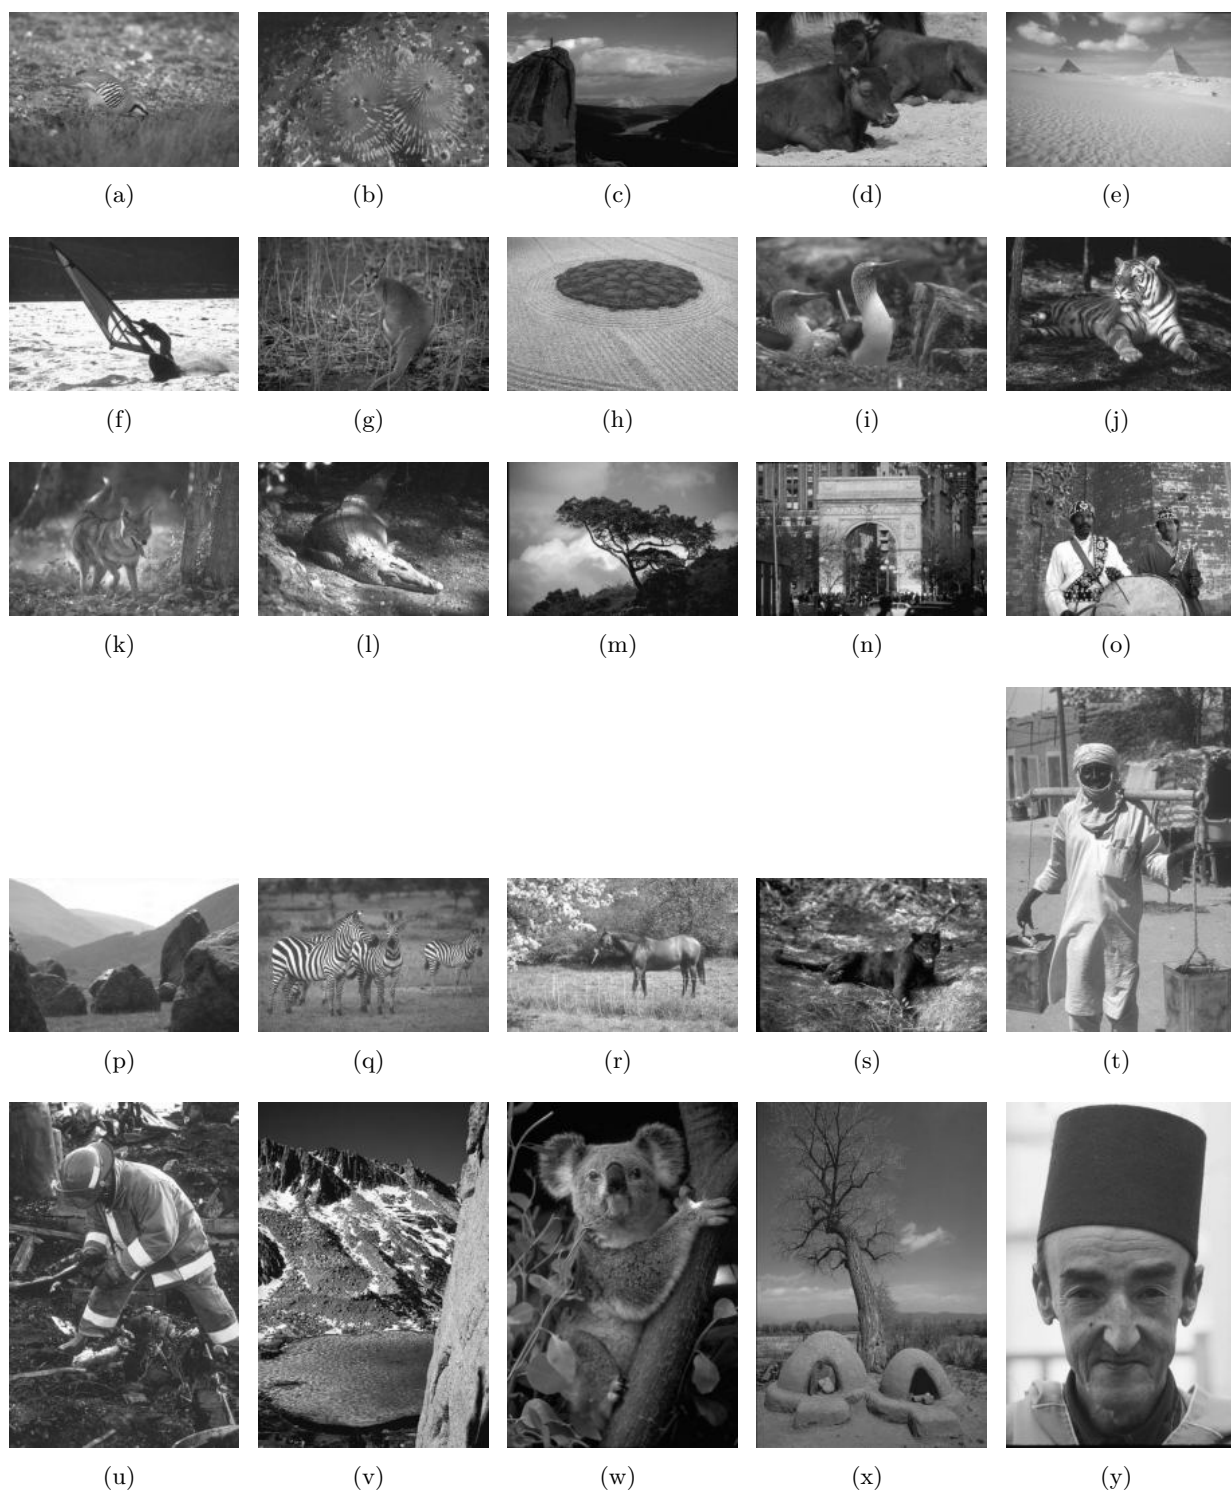 (a) (b) (c) (d) (e)
(f) (g) (h) (i) (j)
(k) (l) (m) (n) (o)
(p) (q) (r) (s) (t)
(u) (v) (w) (x) (y)